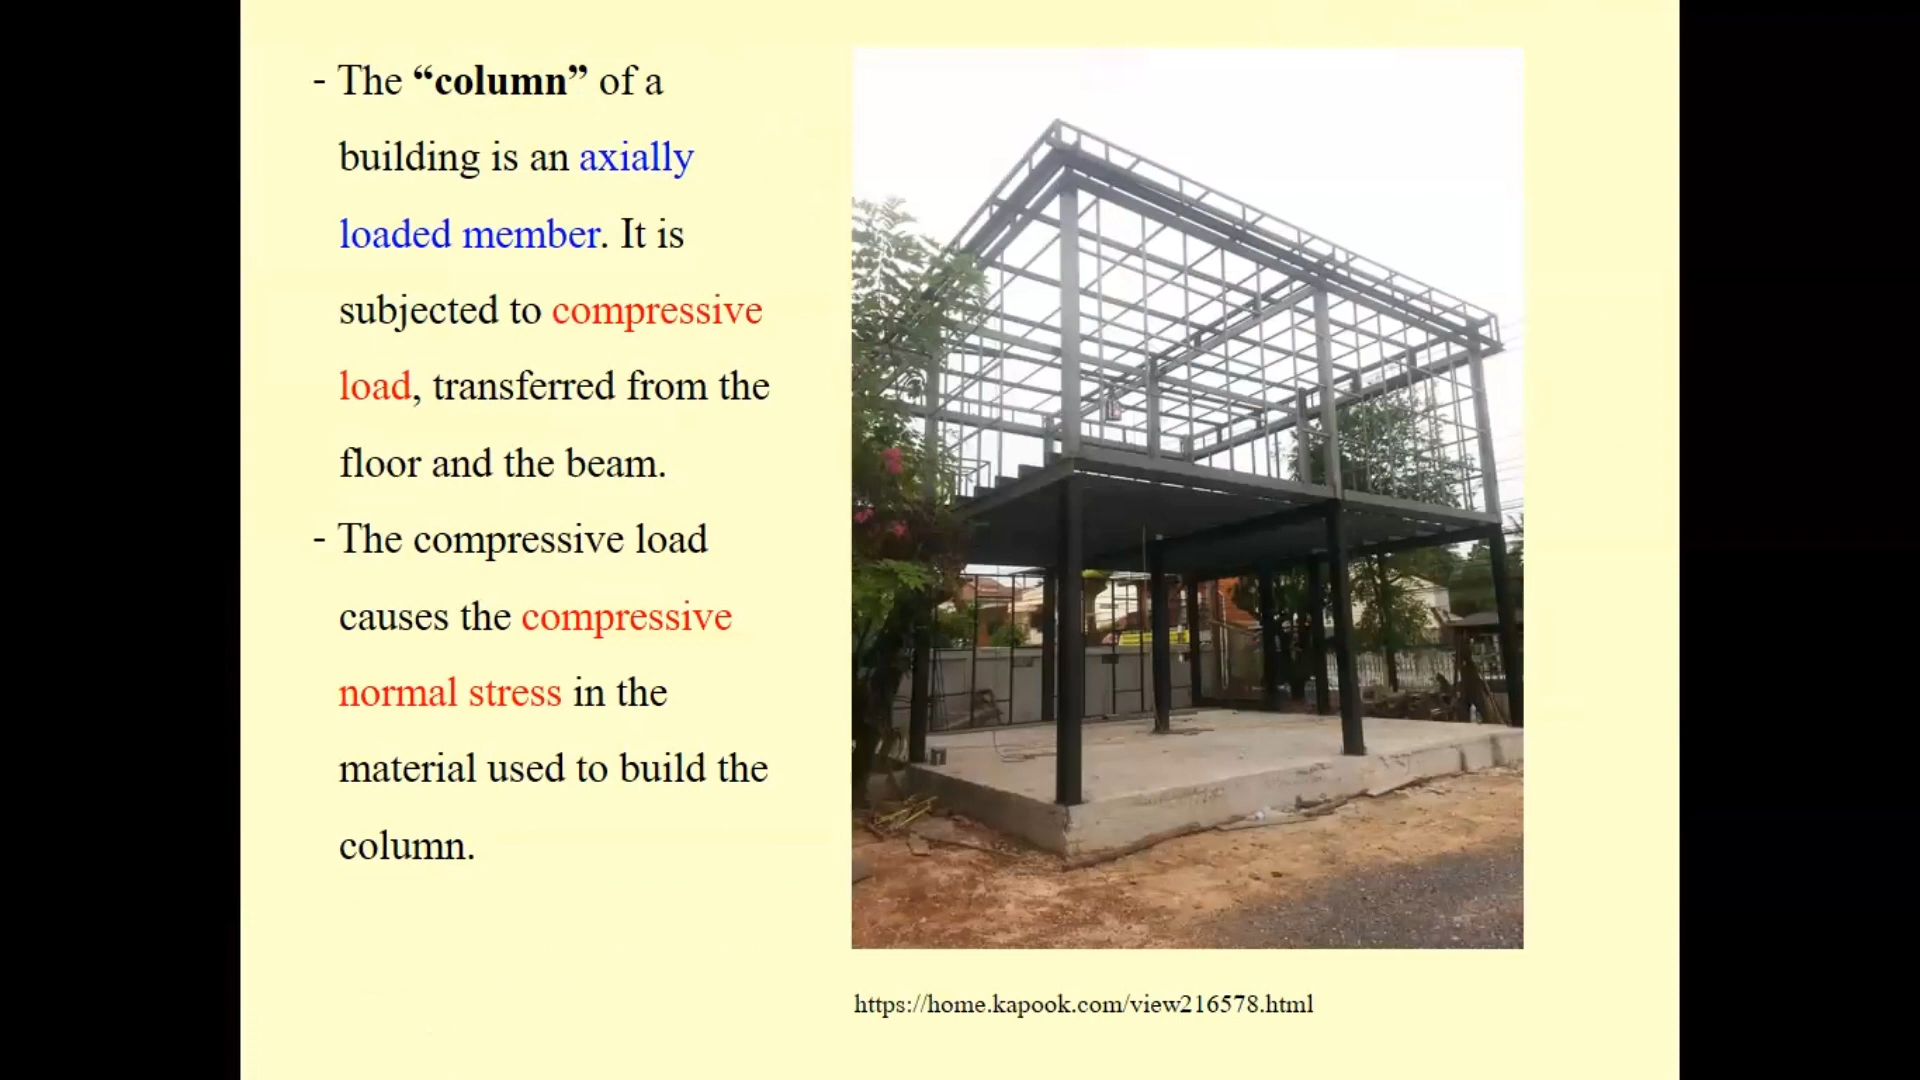 - The “column” of a
building is an axially
loaded member. It is
subjected to compressive
load, transferred from the
floor and the beam.
- The compressive load
causes the compressive
normal stress in the
material used to build the
column.
https://home.kapook.com/view216578.html